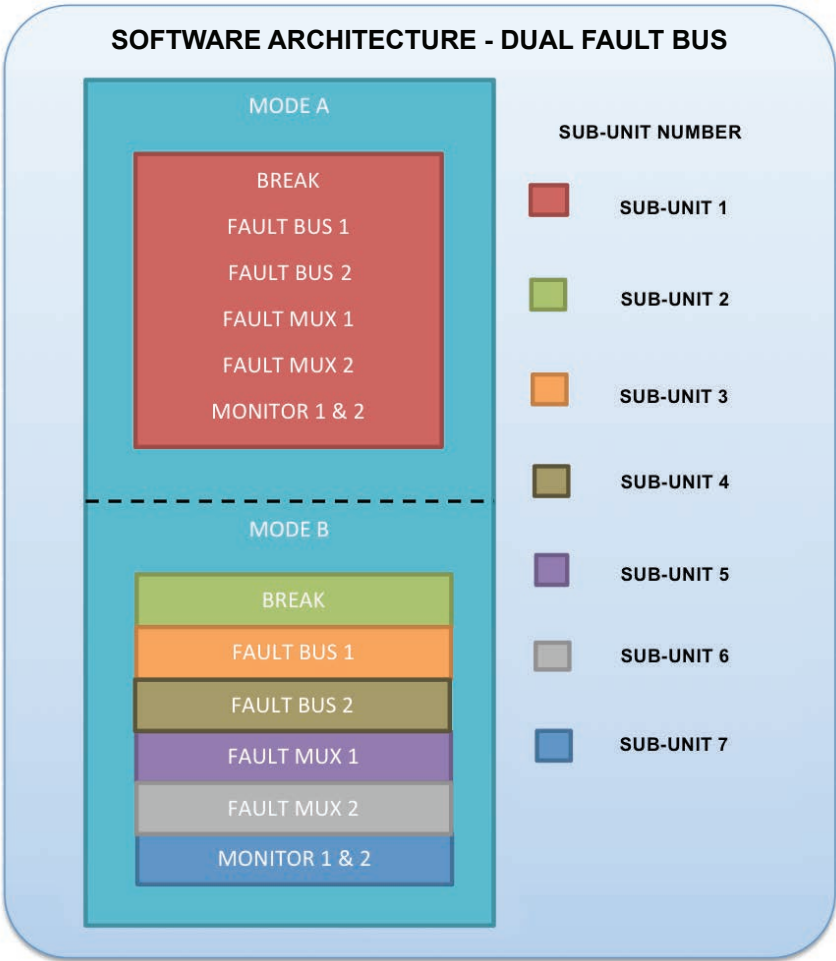 SOFTWARE ARCHITECTURE - DUAL FAULT BUS
MODE A
BREAK
FAULT BUS 1
FAULT BUS 2
FAULT MUX 1
FAULT MUX 2
MONITOR 1 & 2
MODE B
BREAK
FAULT BUS 1
FAULT BUS 2
FAULT MUX 1
FAULT MUX 2
MONITOR 1 & 2
SUB-UNIT NUMBER
SUB-UNIT 1
SUB-UNIT 2
SUB-UNIT 3
SUB-UNIT 4
SUB-UNIT 5
SUB-UNIT 6
SUB-UNIT 7